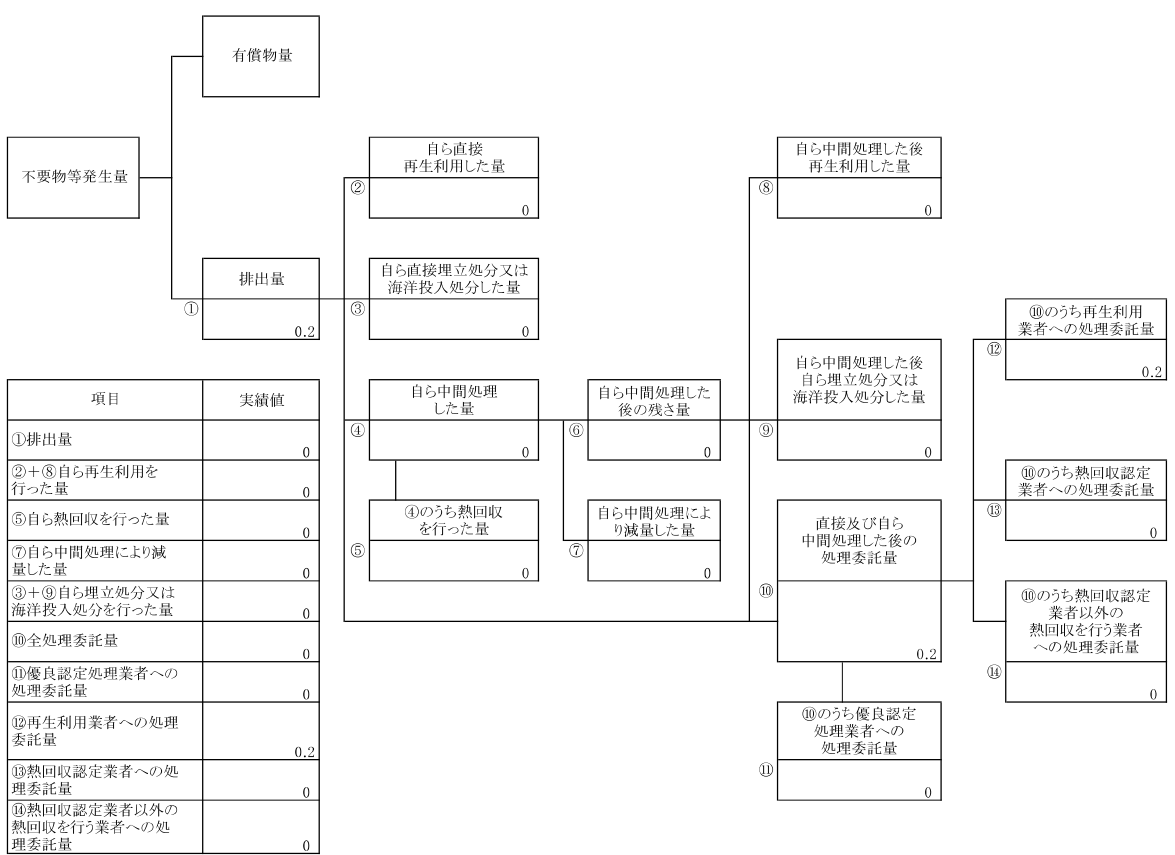 有償物量
不要物等発生量
排出量
①
0.2
自ら直接
再生利用した量
②
0
自ら直接埋立処分又は
海洋投入処分した量
③
0
自ら中間処理
した量
④
0
④のうち熱回収
を行った量
⑤
0
自ら中間処理した
後の残さ量
⑥
0
自ら中間処理によ
り減量した量
⑦
0
自ら中間処理した後
再生利用した量
⑧
0
自ら中間処理した後
自ら埋立処分又は
海洋投入処分した量
⑨
0
直接及び自ら
中間処理した後の
処理委託量
⑩
0.2
⑩のうち優良認定
処理業者への
処理委託量
⑪
0
⑩のうち再生利用
業者への処理委託量
⑫
0.2
⑩のうち熱回収認定
業者への処理委託量
⑬
0
⑩のうち熱回収認定
業者以外の
熱回収を行う業者
への処理委託量
⑭
0
項目 実績値
①排出量
0
②+⑧自ら再生利用を
行った量
0
⑤自ら熱回収を行った量
0
⑦自ら中間処理により減
量した量
0
③+⑨自ら埋立処分又は
海洋投入処分を行った量
0
⑩全処理委託量
0
⑪優良認定処理業者への
処理委託量
0
⑫再生利用業者への処理
委託量
0.2
⑬熱回収認定業者への処
理委託量
0
⑭熱回収認定業者以外の
熱回収を行う業者への処
理委託量
0